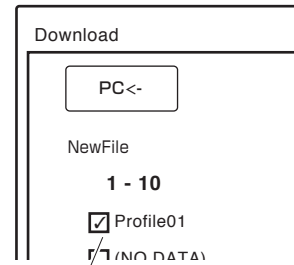 Download
PC<-
NewFile
1 - 10
Profile01
(NO DATA)